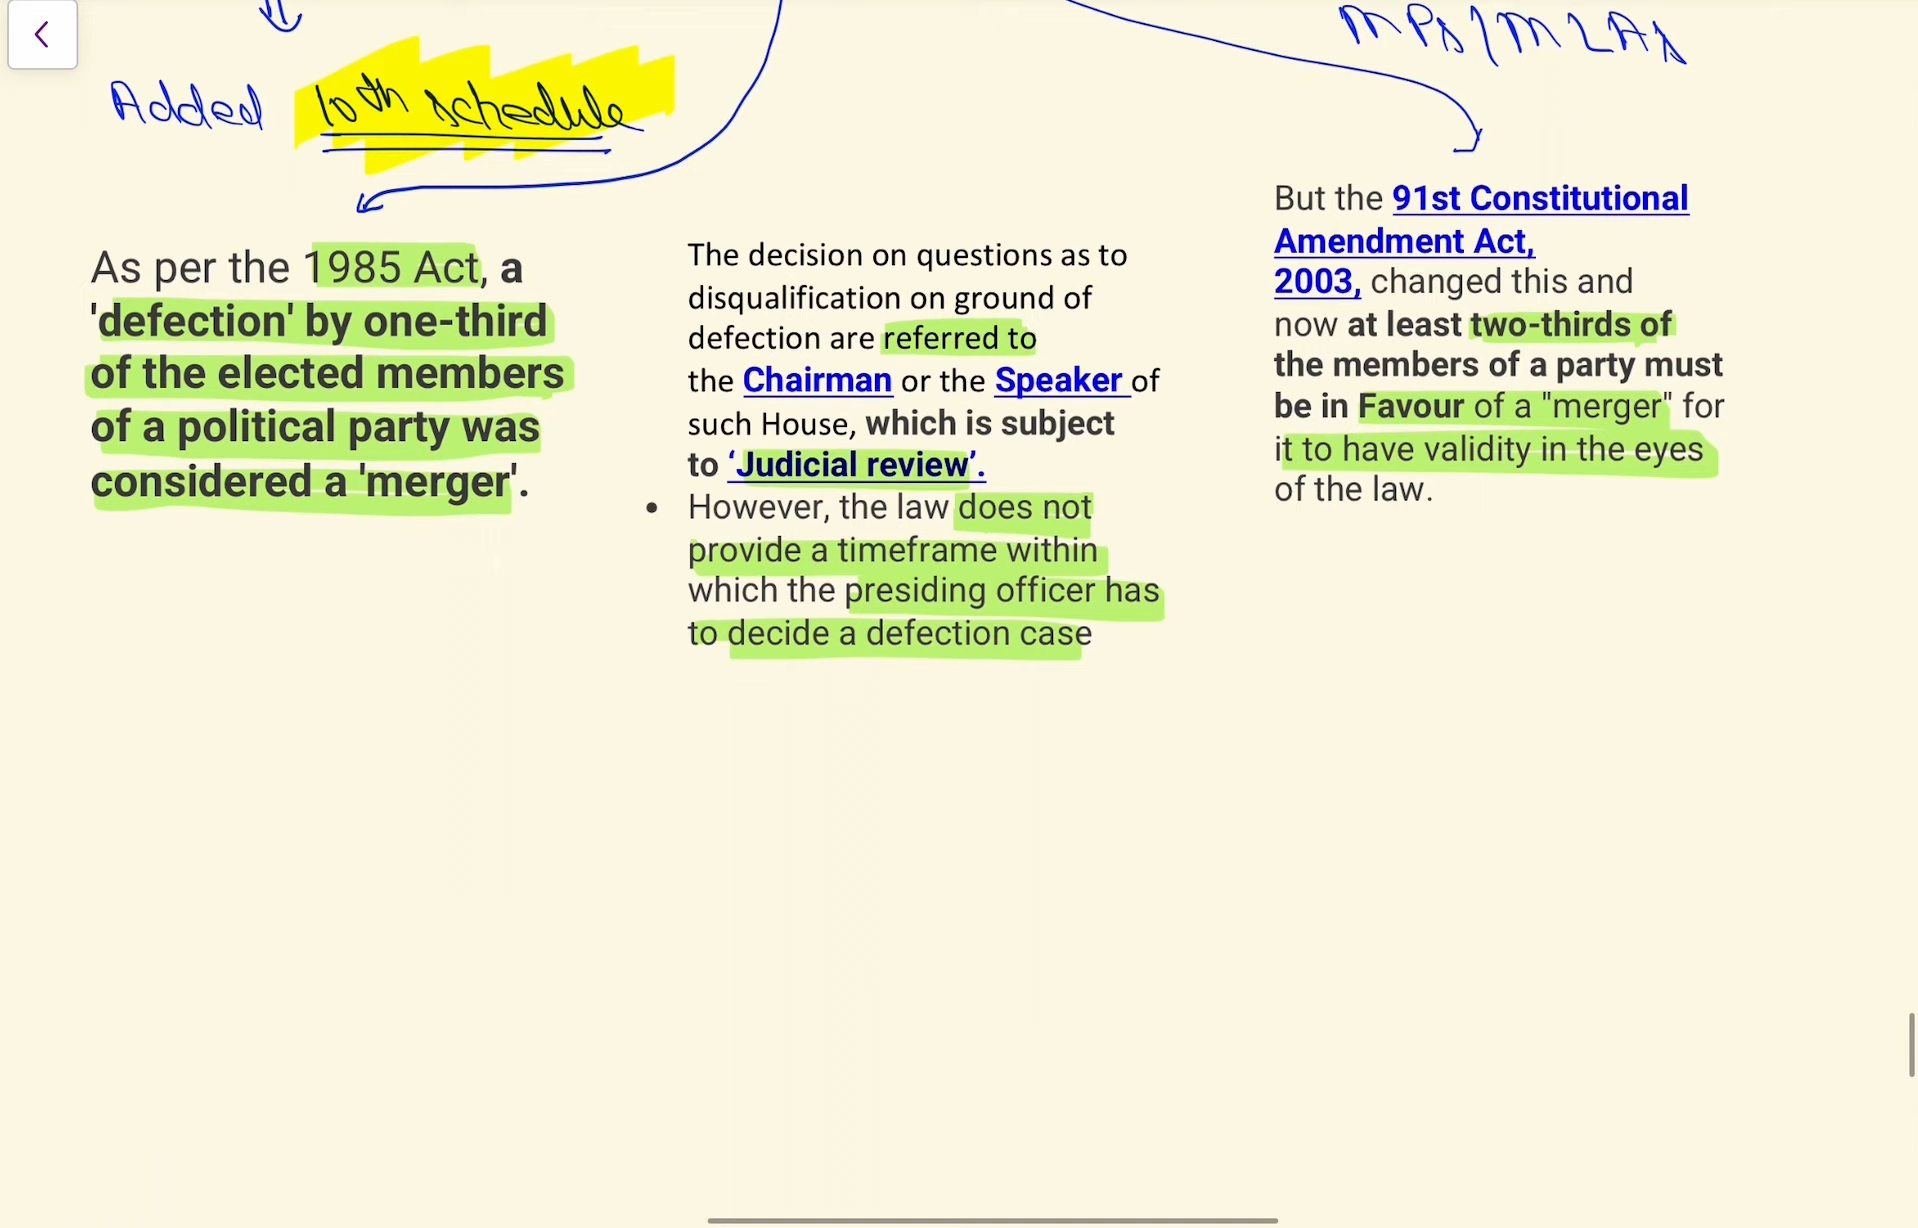 MPs/MLAs
Added 10th schedule
As per the 1985 Act, a
'defection' by one-third
of the elected members
of a political party was
considered a 'merger'.
The decision on questions as to
disqualification on ground of
defection are referred to
the Chairman or the Speaker of
such House, which is subject
to ‘Judicial review’.
• However, the law does not
provide a timeframe within
which the presiding officer has
to decide a defection case
But the 91st Constitutional
Amendment Act,
2003, changed this and
now at least two-thirds of
the members of a party must
be in Favour of a "merger" for
it to have validity in the eyes
of the law.